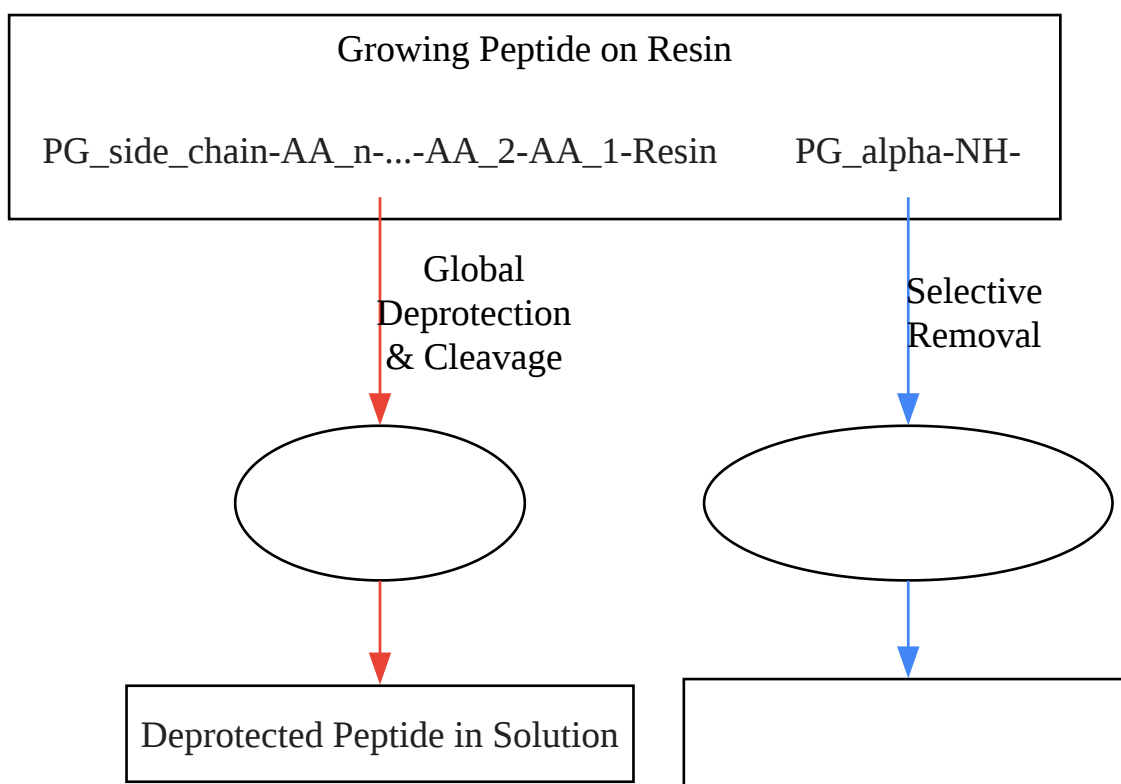 Growing Peptide on Resin
PG_side_chain-AA_n-...-AA_2-AA_1-Resin
PG_alpha-NH-
Global
Deprotection
& Cleavage
Selective
Removal
Deprotected Peptide in Solution